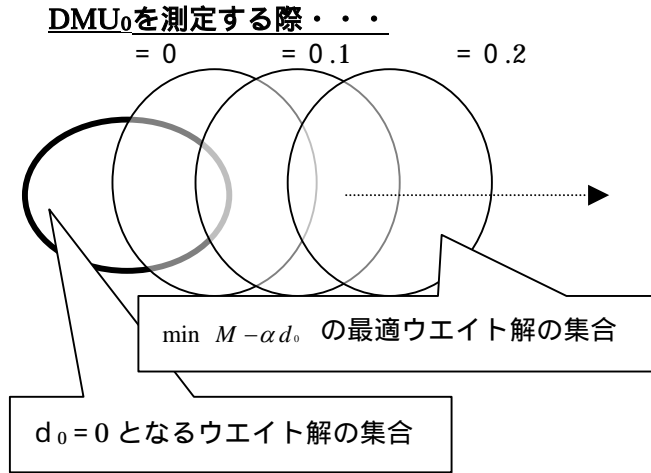 DMU₀を測定する際・・・
= 0 = 0.1 = 0.2
min M − α d₀ の最適ウエイト解の集合
d₀ = 0 となるウエイト解の集合